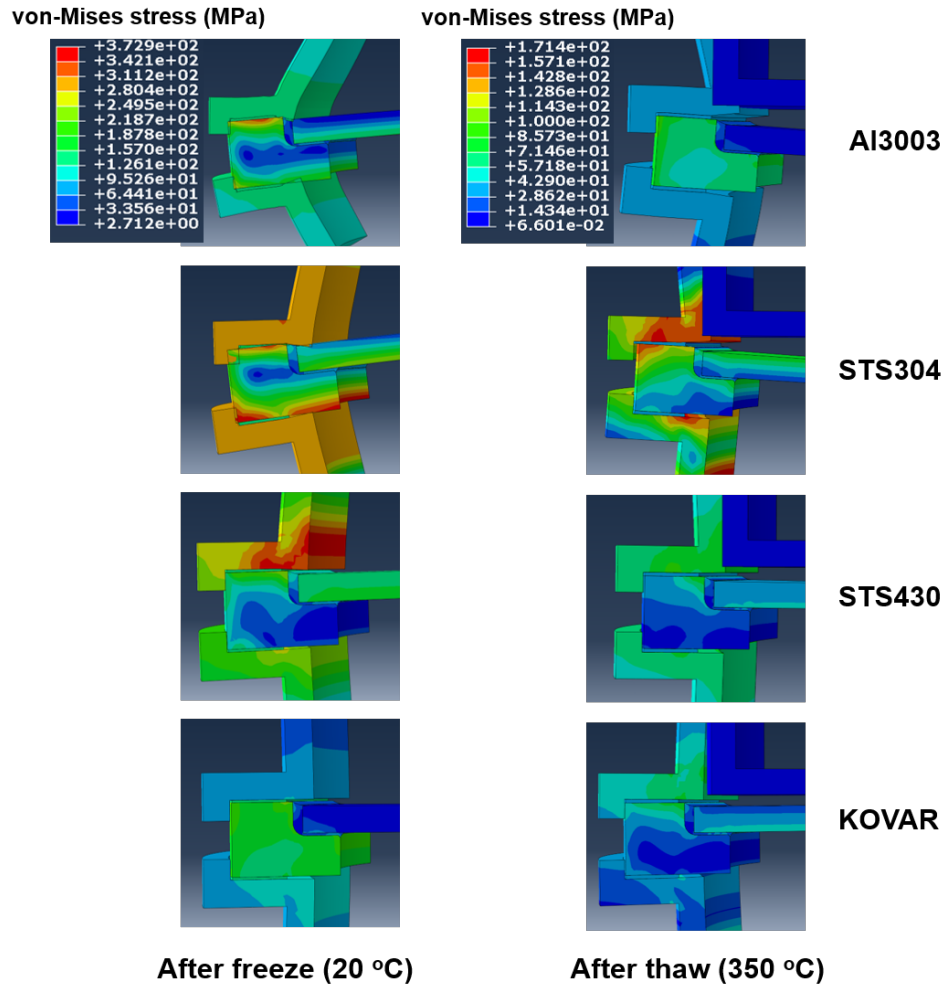 von-Mises stress (MPa)
von-Mises stress (MPa)
+3.729e+02
+3.421e+02
+3.112e+02
+2.804e+02
+2.495e+02
+2.187e+02
+1.878e+02
+1.570e+02
+1.261e+02
+9.526e+01
+6.441e+01
+3.356e+01
+2.712e+00
+1.714e+02
+1.571e+02
+1.428e+02
+1.286e+02
+1.143e+02
+1.000e+02
+8.573e+01
+7.146e+01
+5.718e+01
+4.290e+01
+2.862e+01
+1.434e+01
+6.601e-02
Al3003
STS304
STS430
KOVAR
After freeze (20 °C)
After thaw (350 °C)